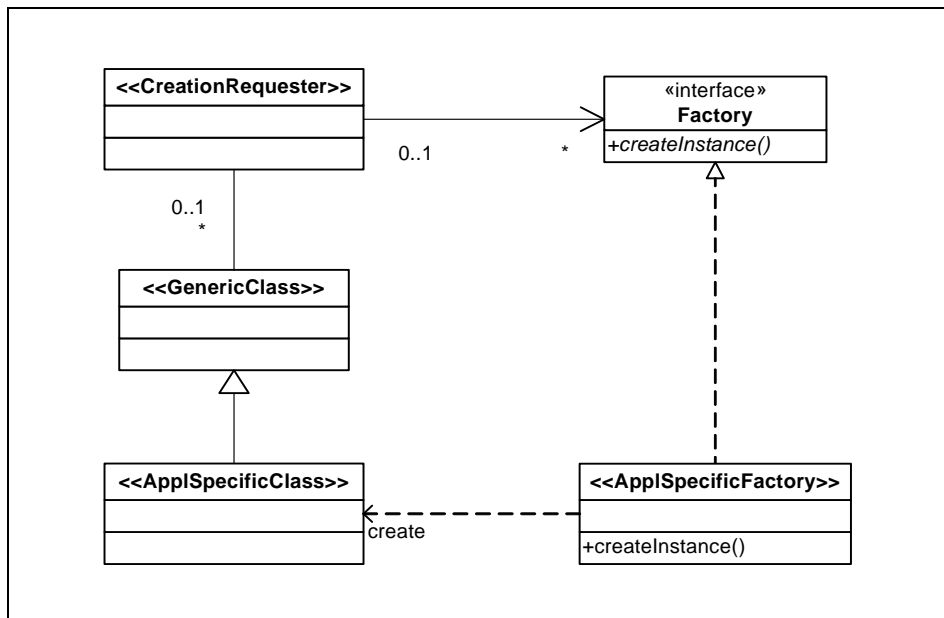 <<CreationRequester>>
«interface»
Factory
+createInstance()
0..1
*
0..1
*
<<GenericClass>>
<<ApplSpecificClass>>
<<ApplSpecificFactory>>
create
+createInstance()